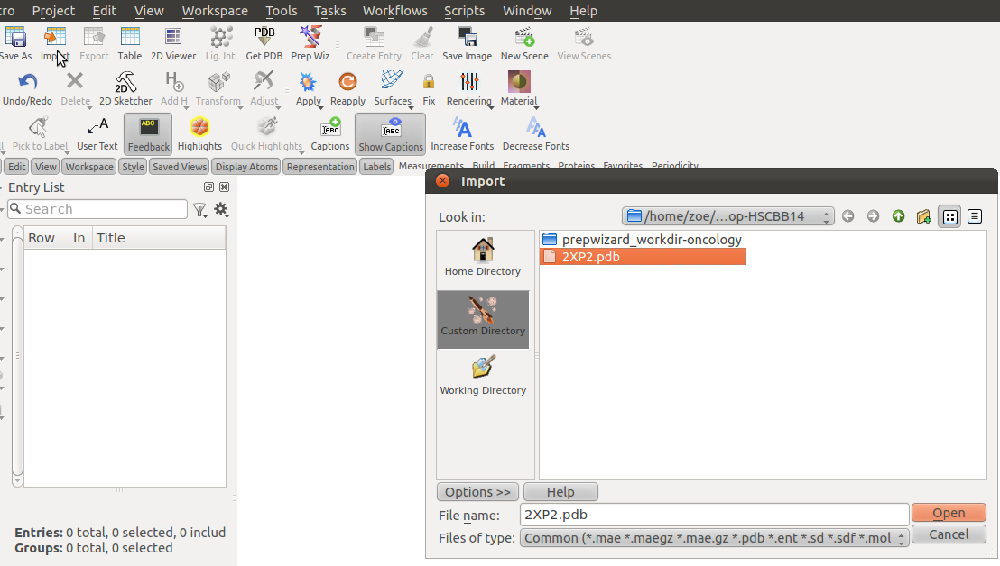 tro Project Edit View Workspace Tools Tasks Workflows Scripts Window Help
Save As Import Export Table 2D Viewer Lig. Int. Get PDB Prep Wiz Create Entry Clear Save Image New Scene View Scenes
PDB
Undo/Redo Delete 2D Sketcher Add H Transform Adjust Apply Reapply Surfaces Fix Rendering Material
2D H
Pick to Label User Text Feedback Highlights Quick Highlights Captions Show Captions Increase Fonts Decrease Fonts
A ABC ABC ABC A A
Edit View Workspace Style Saved Views Display Atoms Representation Labels Measurements Build Fragments Proteins Favorites Periodicity
Entry List
Search
Row In Title
Entries: 0 total, 0 selected, 0 includ
Groups: 0 total, 0 selected
Import
Look in: /home/zoe/...op-HSCBB14
Home Directory
Custom Directory
Working Directory
prepwizard_workdir-oncology
2XP2.pdb
Options >> Help
File name: 2XP2.pdb Open
Files of type: Common (*.mae *.maegz *.mae.gz *.pdb *.ent *.sd *.sdf *.mol Cancel